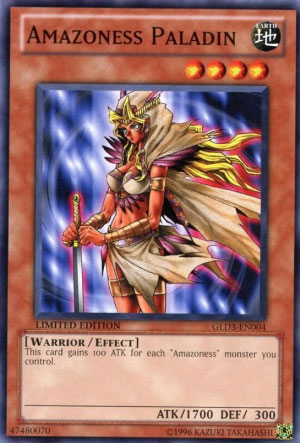 AMAZONESS PALADIN
EARTH
地
LIMITED EDITION
GLD3-EN004
[WARRIOR / EFFECT]
This card gains 100 ATK for each "Amazoness" monster you
control.
ATK/1700 DEF/ 300
47480070
©1996 KAZUKI TAKAHASHI